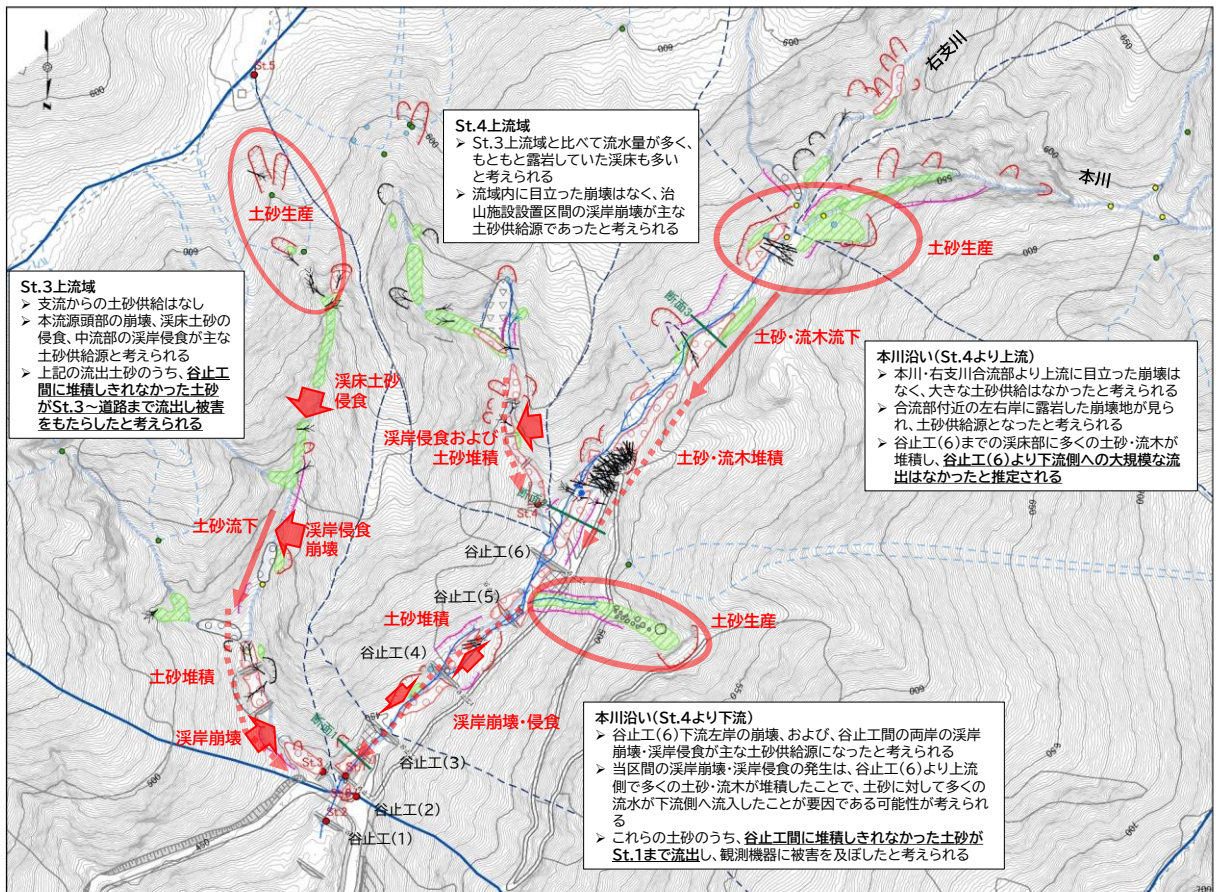 右支川
本川
St.5
土砂生産
St.4上流域
➢ St.3上流域と比べて流水量が多く、
もともと露岩していた渓床も多い
と考えられる
➢ 流域内に目立った崩壊はなく、治
山施設設置区間の渓岸崩壊が主な
土砂供給源であったと考えられる
土砂生産
St.3上流域
➢ 支流からの土砂供給はなし
➢ 本流源頭部の崩壊、渓床土砂の
侵食、中流部の渓岸侵食が主な
土砂供給源と考えられる
➢ 上記の流出土砂のうち、谷止工
間に堆積しきれなかった土砂
がSt.3～道路まで流出し被害
をもたらしたと考えられる
断面3
土砂・流木流下
本川沿い(St.4より上流)
➢ 本川・右支川合流部より上流に目立った崩壊は
なく、大きな土砂供給はなかったと考えられる
➢ 合流部付近の左右岸に露岩した崩壊地が見ら
れ、土砂供給源となったと考えられる
➢ 谷止工(6)までの渓床部に多くの土砂・流木が
堆積し、谷止工(6)より下流側への大規模な流
出はなかったと推定される
渓床土砂
侵食
渓岸侵食および
土砂堆積
土砂・流木堆積
St.4
土砂流下
渓岸侵食
崩壊
谷止工(6)
谷止工(5)
土砂堆積
土砂生産
谷止工(4)
土砂堆積
渓岸崩壊・侵食
渓岸崩壊
谷止工(3)
St.3
谷止工(2)
St.2
谷止工(1)
本川沿い(St.4より下流)
➢ 谷止工(6)下流左岸の崩壊、および、谷止工間の両岸の渓岸
崩壊・渓岸侵食が主な土砂供給源になったと考えられる
➢ 当区間の渓岸崩壊・渓岸侵食の発生は、谷止工(6)より上流
側で多くの土砂・流木が堆積したことで、土砂に対して多くの
流水が下流側へ流入したことが要因である可能性が考えられ
る
➢ これらの土砂のうち、谷止工間に堆積しきれなかった土砂が
St.1まで流出し、観測機器に被害を及ぼしたと考えられる